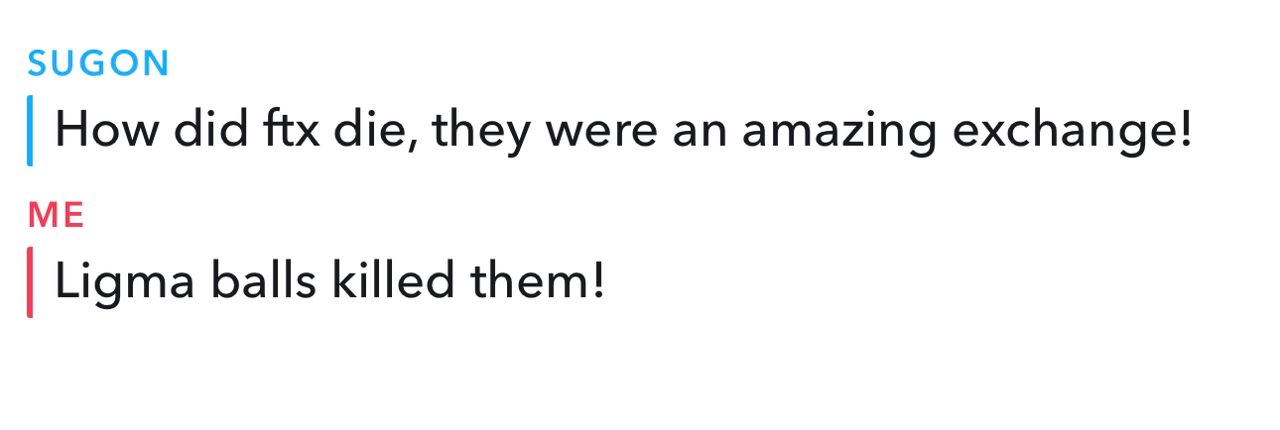 SUGON
How did ftx die, they were an amazing exchange!
ME
Ligma balls killed them!